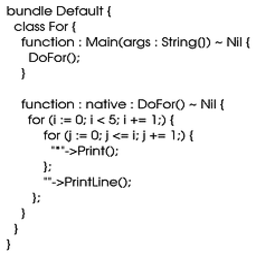 bundle Default {
class For {
function : Main(args : String[]) ~ Nil {
DoFor();
}
function : native : DoFor() ~ Nil {
for (i := 0; i < 5; i += 1;) {
for (j := 0; j <= i; j += 1;) {
"*"->Print();
};
""->PrintLine();
};
}
}
}